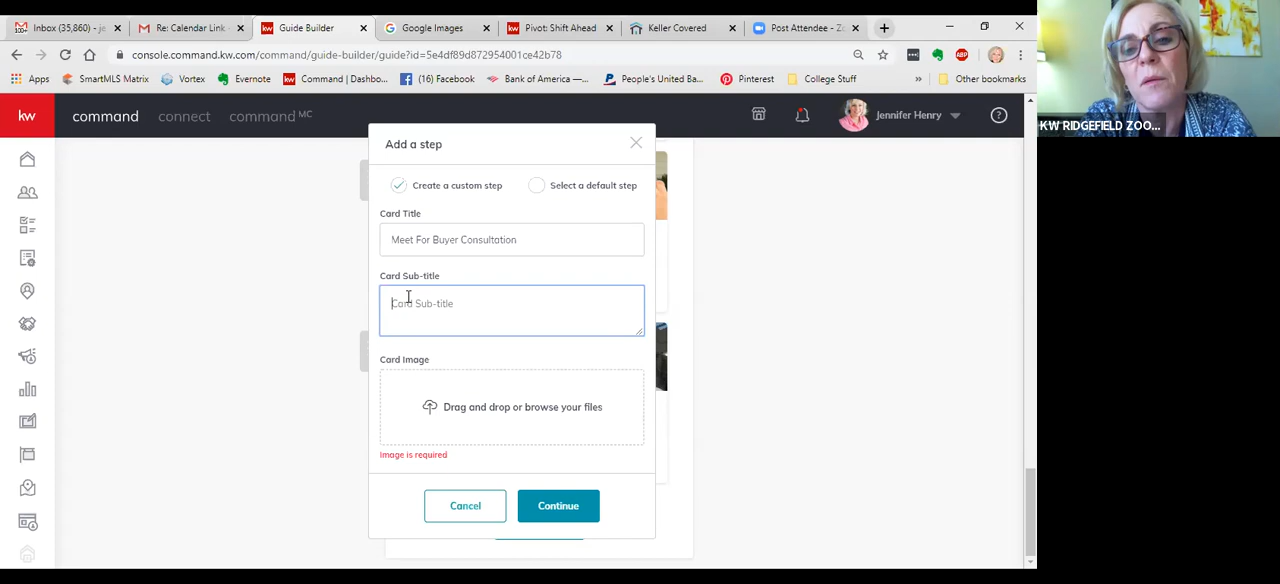 Inbox (35,860) - je
Re: Calendar Link -
Guide Builder
Google Images
Pivot: Shift Ahead
Keller Covered
Post Attendee - Zo
console.command.kw.com/command/guide-builder/guide?id=5e4df89d872954001ce42b78
ABP
Apps
SmartMLS Matrix
Vortex
Evernote
Command | Dashbo...
(16) Facebook
Bank of America —...
People's United Ba...
Pinterest
College Stuff
»
Other bookmarks
kw
command
connect
command MC
Jennifer Henry
KW RIDGEFIELD ZOO...
Add a step
Create a custom step
Select a default step
Card Title
Meet For Buyer Consultation
Card Sub-title
Card Sub-title
Card Image
Drag and drop or browse your files
Image is required
Cancel
Continue